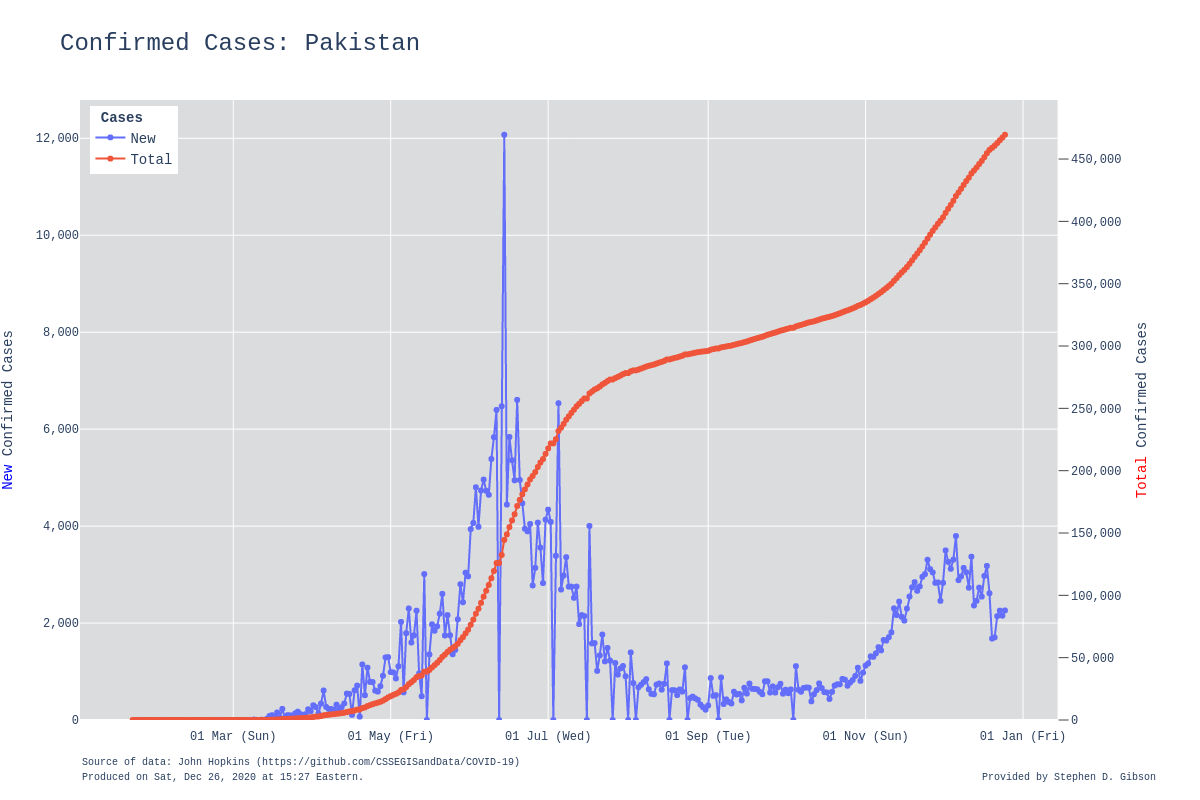 Confirmed Cases: Pakistan
Cases
New
Total
12,000
10,000
8,000
6,000
4,000
2,000
0
New Confirmed Cases
450,000
400,000
350,000
300,000
250,000
200,000
150,000
100,000
50,000
0
Total Confirmed Cases
01 Mar (Sun)
01 May (Fri)
01 Jul (Wed)
01 Sep (Tue)
01 Nov (Sun)
01 Jan (Fri)
Source of data: John Hopkins (https://github.com/CSSEGISandData/COVID-19)
Produced on Sat, Dec 26, 2020 at 15:27 Eastern.
Provided by Stephen D. Gibson